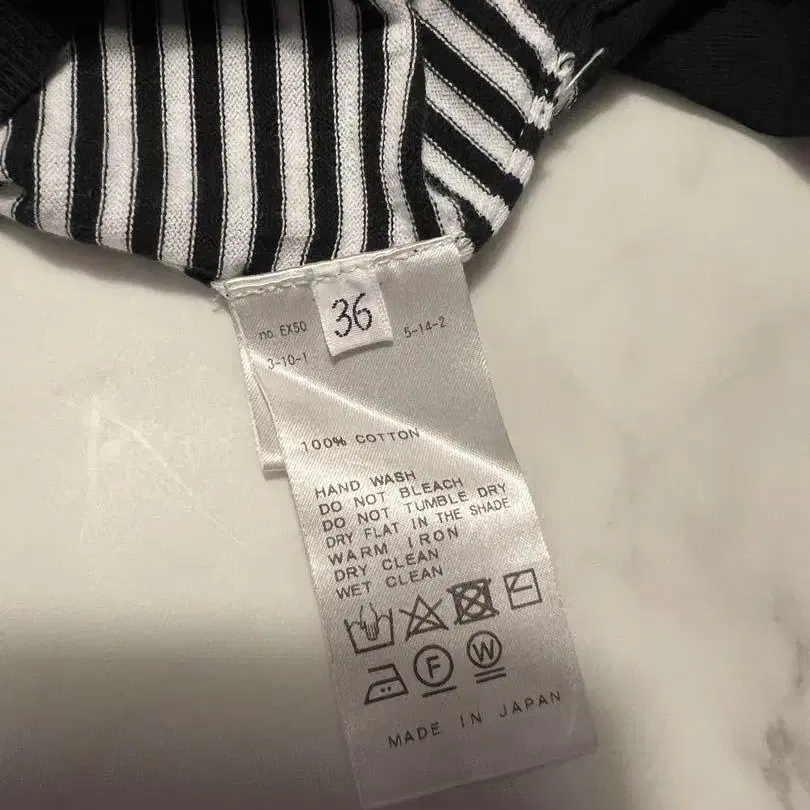 36
no. EX50
5-14-2
3-10-1
100% COTTON
HAND WASH
DO NOT BLEACH
DO NOT TUMBLE DRY
DRY FLAT IN THE SHADE
WARM IRON
DRY CLEAN
WET CLEAN
F W
MADE IN JAPAN